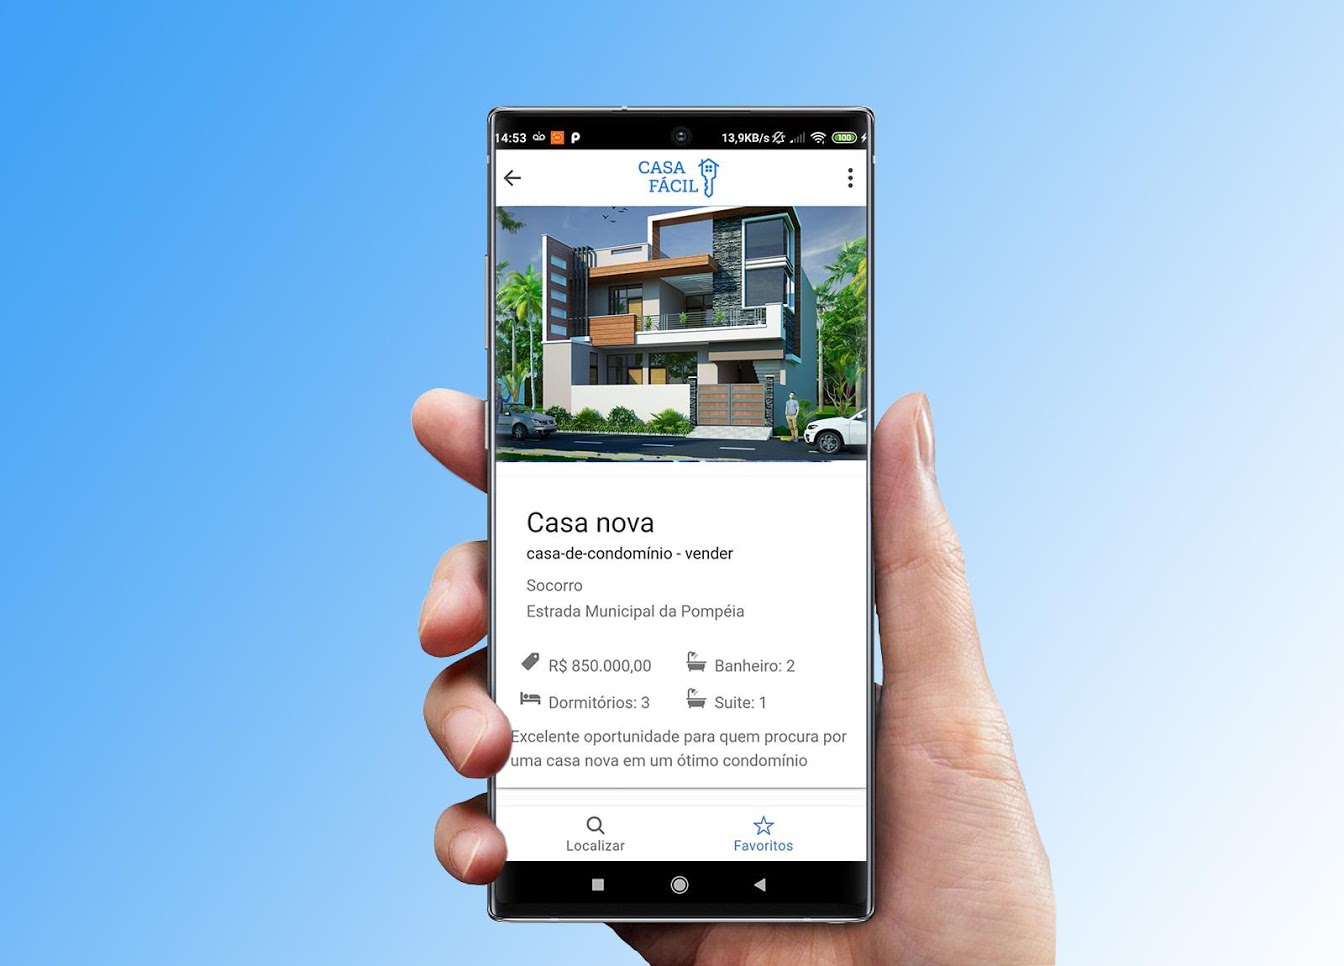 14:53
13,9KB/s
100
CASA
FÁCIL
Casa nova
casa-de-condomínio - vender
Socorro
Estrada Municipal da Pompéia
R$ 850.000,00
Banheiro: 2
Dormitórios: 3
Suite: 1
Excelente oportunidade para quem procura por
uma casa nova em um ótimo condomínio
Localizar
Favoritos